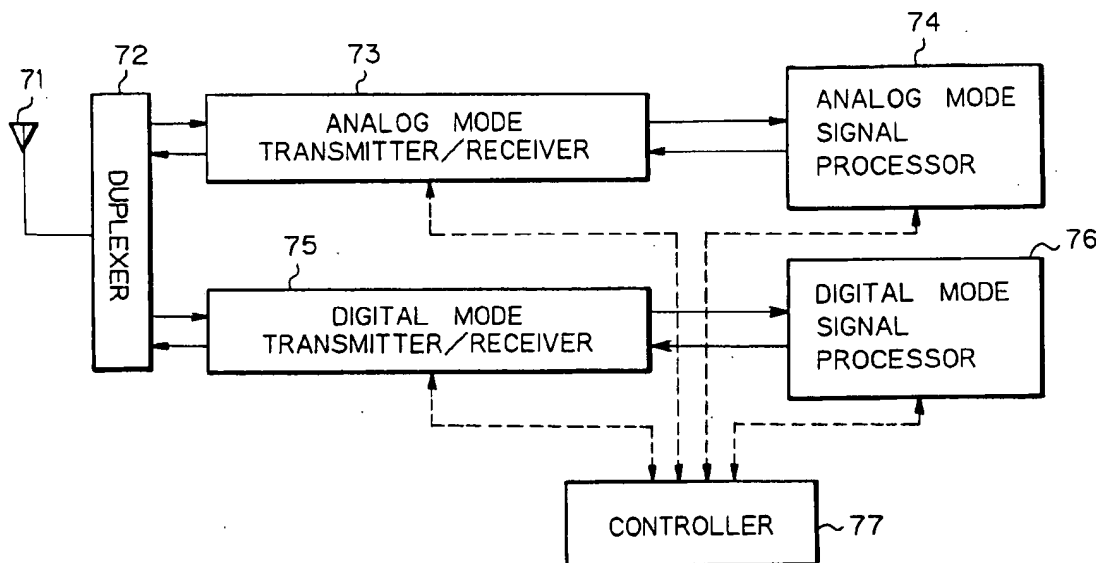 71
72
DUPLEXER
73
ANALOG MODE
TRANSMITTER/RECEIVER
74
ANALOG MODE
SIGNAL
PROCESSOR
75
DIGITAL MODE
TRANSMITTER/RECEIVER
76
DIGITAL MODE
SIGNAL
PROCESSOR
CONTROLLER
77